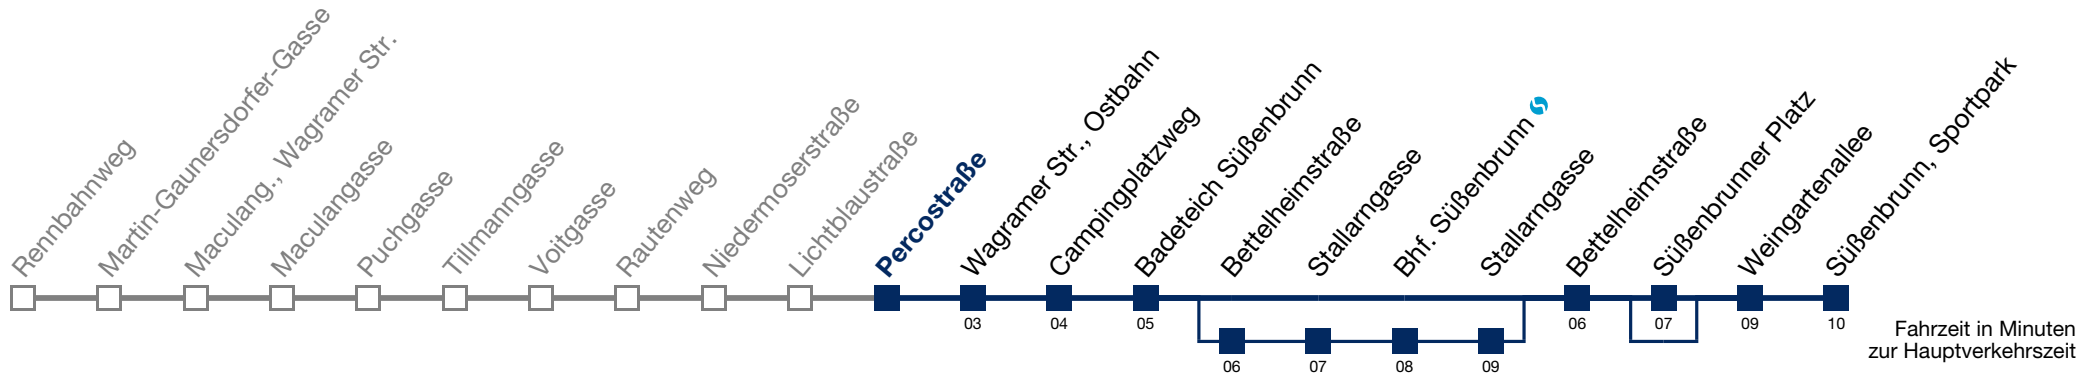 Rennbahnweg
Martin-Gaunersdorfer-Gasse
Maculang., Wagramer Str.
Maculangasse
Puchgasse
Tillmanngasse
Voitgasse
Rautenweg
Niedermoserstraße
Lichtblaustraße
Percostraße
Wagramer Str., Ostbahn
Campingplatzweg
Badeteich Süßenbrunn
Bettelheimstraße
Stallarngasse
Bhf. Süßenbrunn
Stallarngasse
Bettelheimstraße
Süßenbrunner Platz
Weingartenallee
Süßenbrunn, Sportpark
03 04 05 06 07 09 10
06 07 08 09
Fahrzeit in Minuten
zur Hauptverkehrszeit